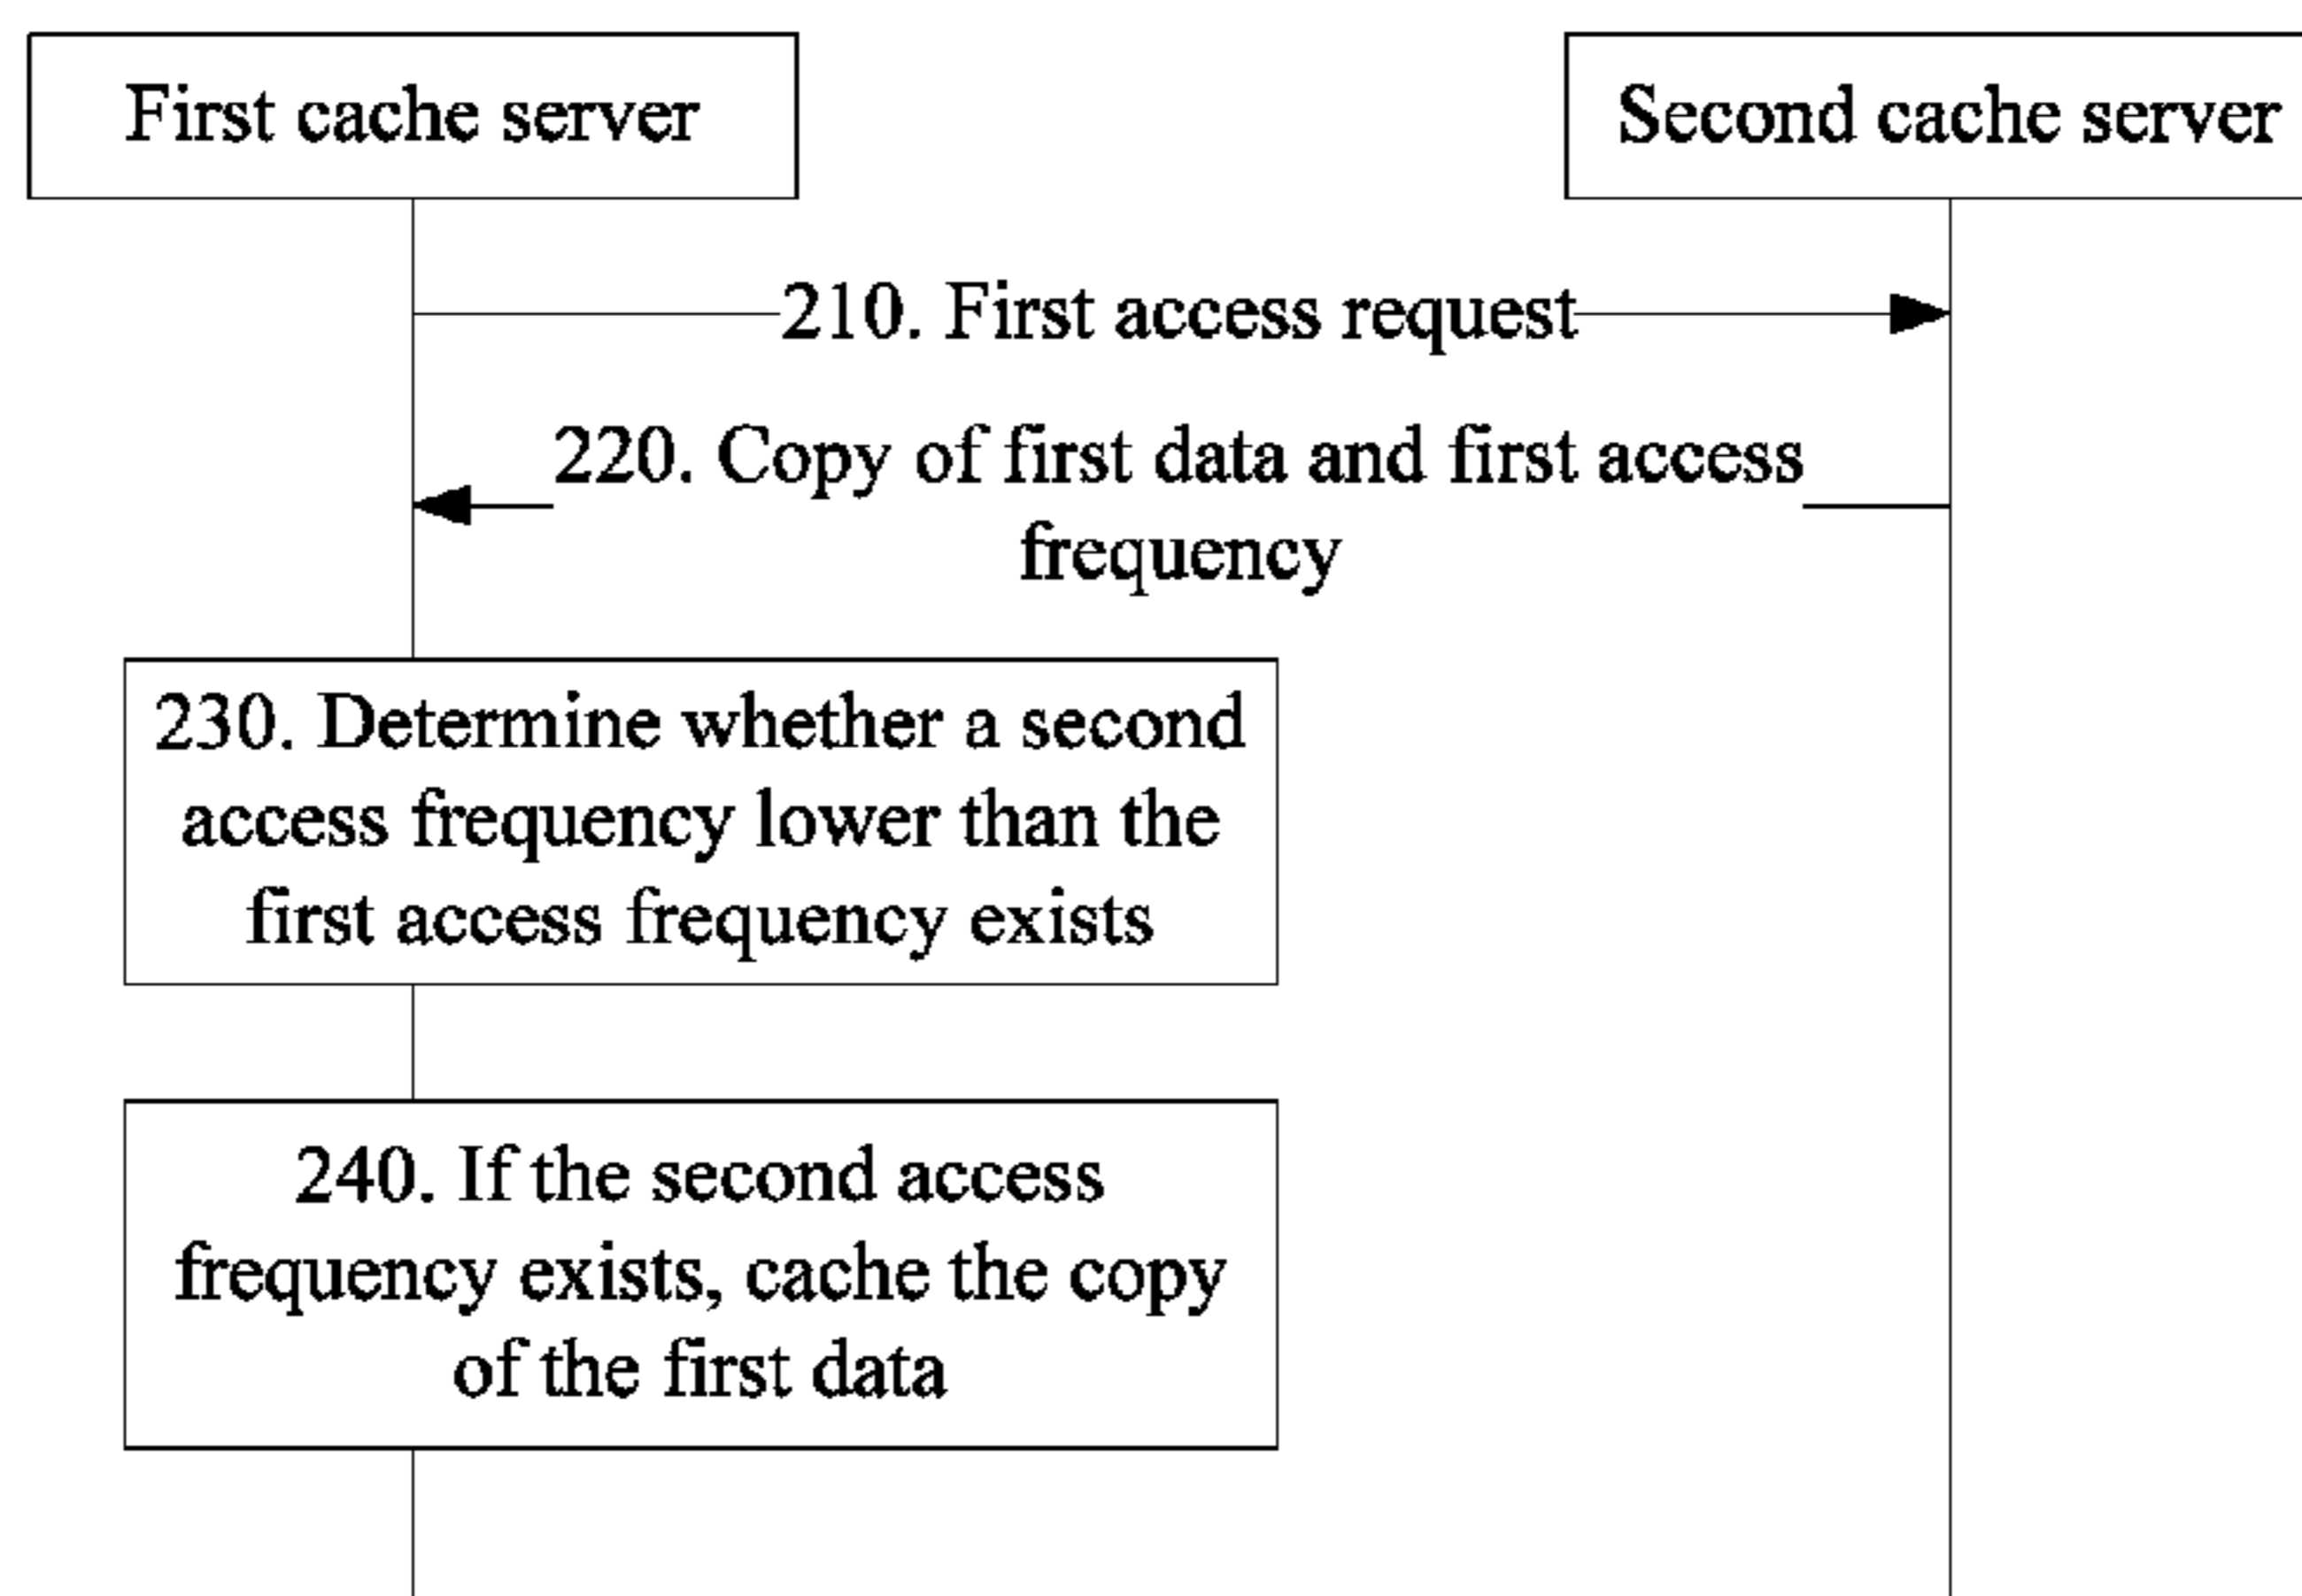 First cache server
Second cache server
210. First access request
220. Copy of first data and first access
frequency
230. Determine whether a second
access frequency lower than the
first access frequency exists
240. If the second access
frequency exists, cache the copy
of the first data